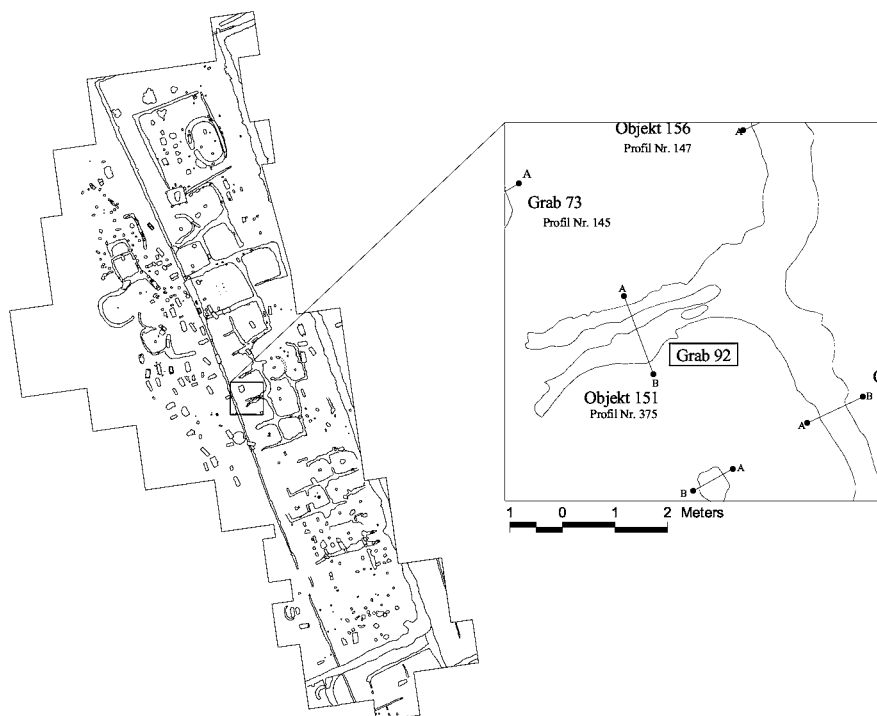 Objekt 156
A
Profil Nr. 147
A
Grab 73
Profil Nr. 145
A
Grab 92
B
Objekt 151
Profil Nr. 375
B
A
A
B
1 0 1 2 Meters